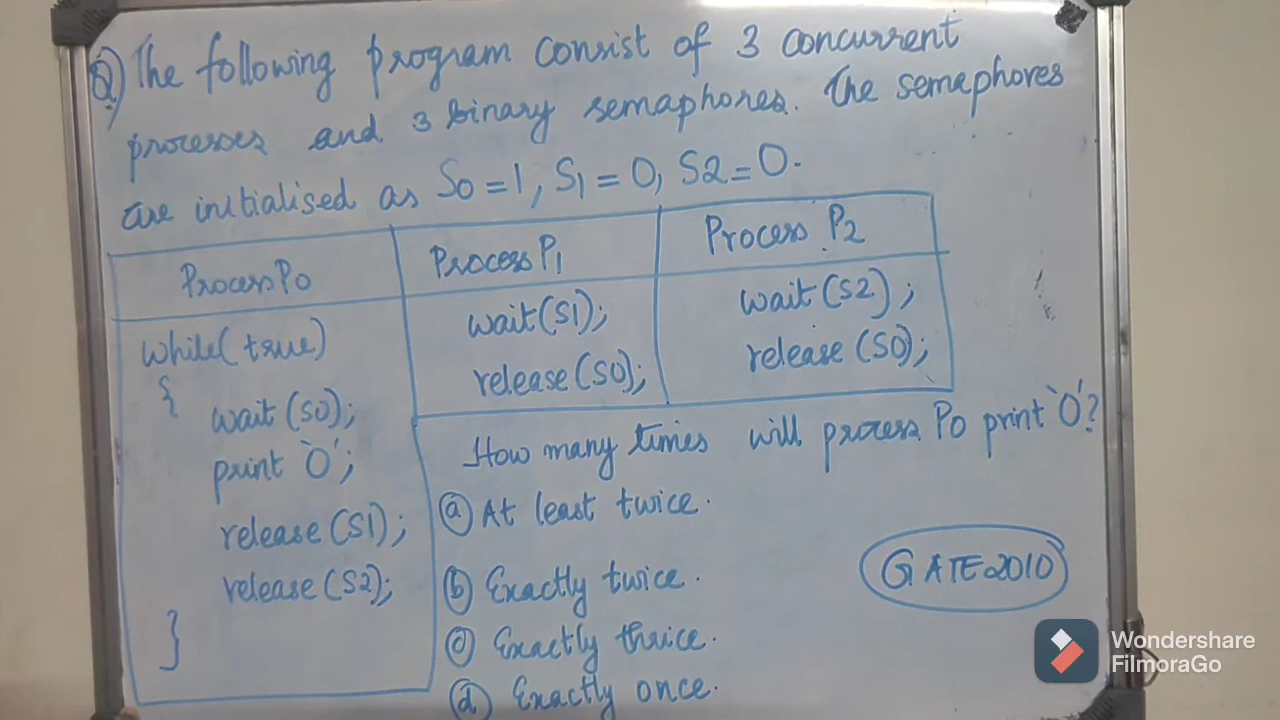 Q) The following program consist of 3 concurrent
processes and 3 binary semaphores. The semaphores
are initialised as S0 = 1, S1 = 0, S2 = 0.
Process P0
while(true)
{
wait(S0);
print '0';
release(S1);
release(S2);
}
Process P1
wait(S1);
release(S0);
Process P2
wait(S2);
release(S0);
How many times will process P0 print '0'?
(a) At least twice.
(b) Exactly twice.
(c) Exactly thrice.
(d) Exactly once.
GATE2010
Wondershare
FilmoraGo